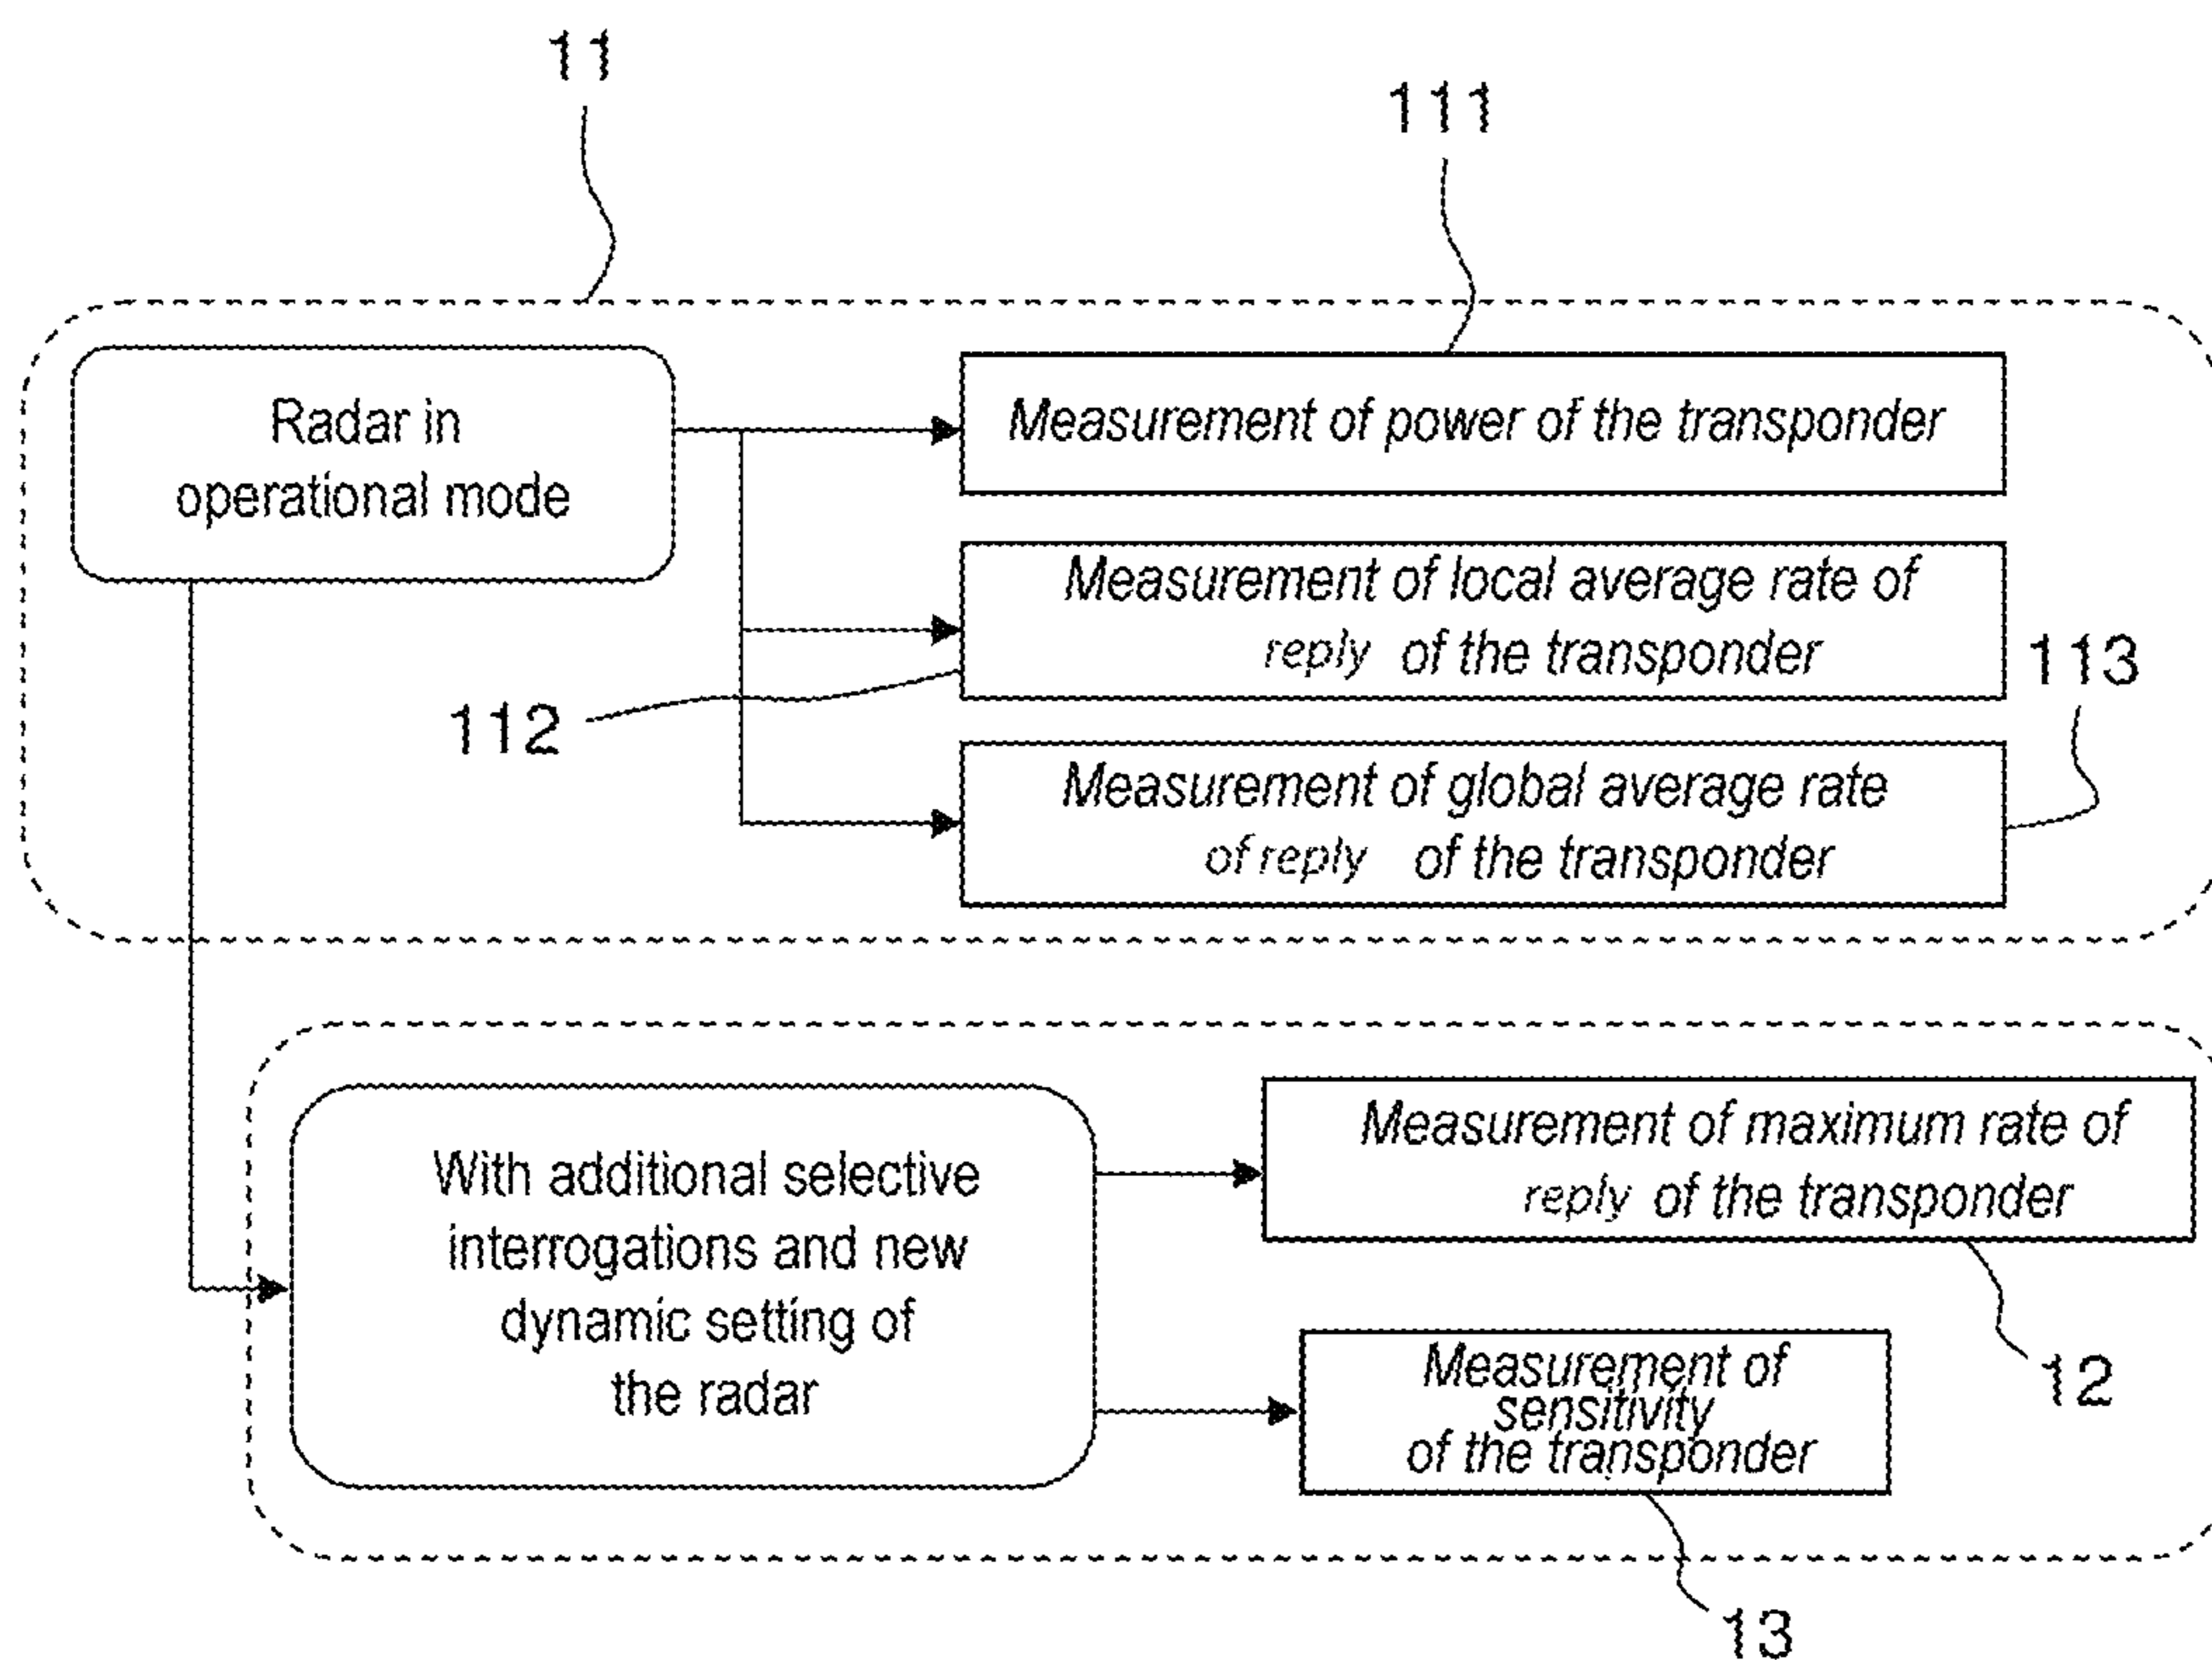 11
111
Radar in
operational mode
Measurement of power of the transponder
Measurement of local average rate of
reply of the transponder
112
113
Measurement of global average rate
of reply of the transponder
With additional selective
interrogations and new
dynamic setting of
the radar
Measurement of maximum rate of
reply of the transponder
12
Measurement of
sensitivity
of the transponder
13